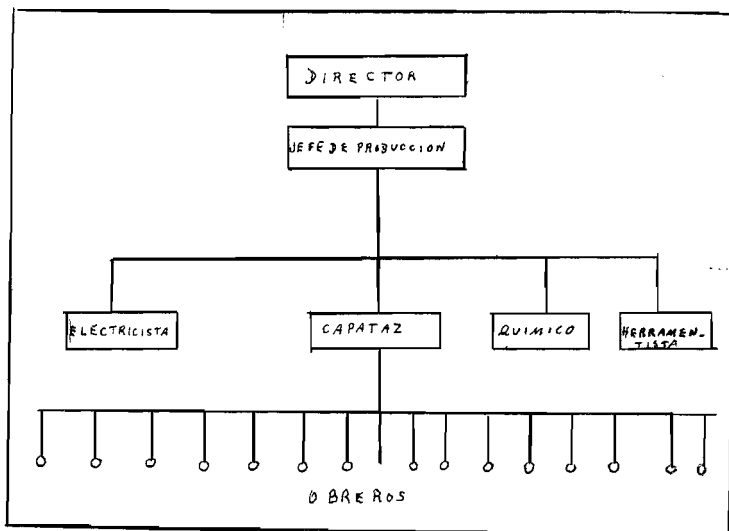 DIRECTOR
JEFE DE PRODUCCION
ELECTRICISTA
CAPATAZ
QUIMICO
HERRAMEN-
TISTA
OBREROS